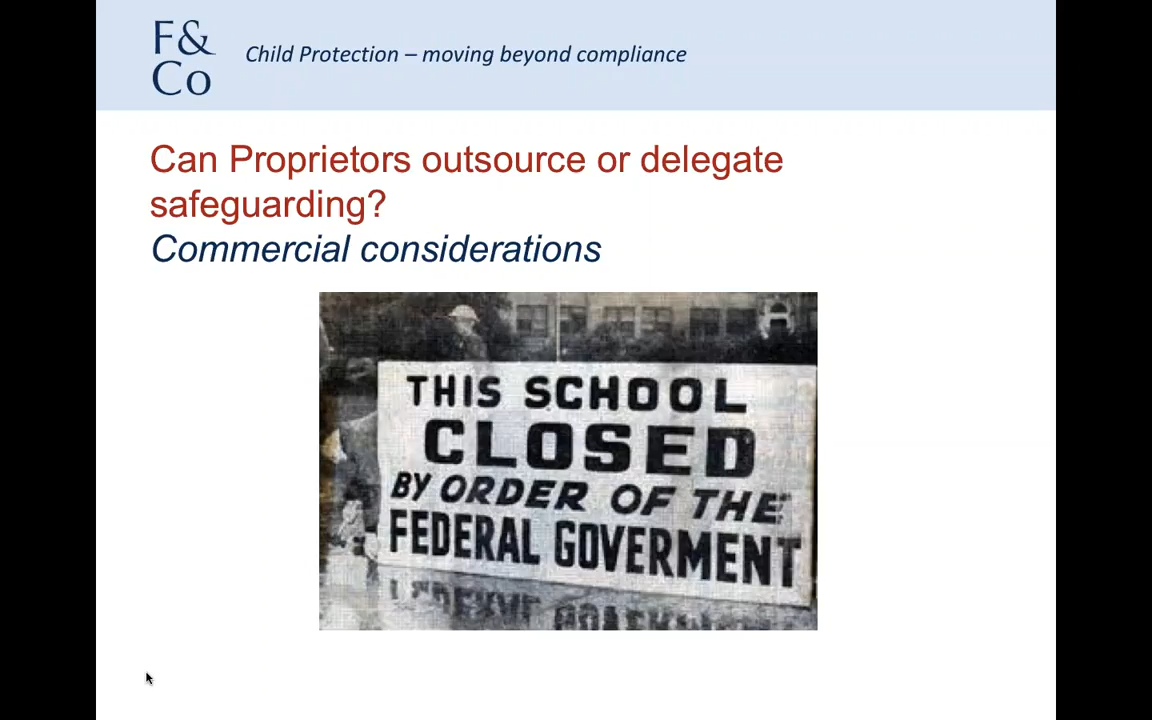 F&
Co
Child Protection – moving beyond compliance
Can Proprietors outsource or delegate
safeguarding?
Commercial considerations
THIS SCHOOL
CLOSED
BY ORDER OF THE
FEDERAL GOVERMENT